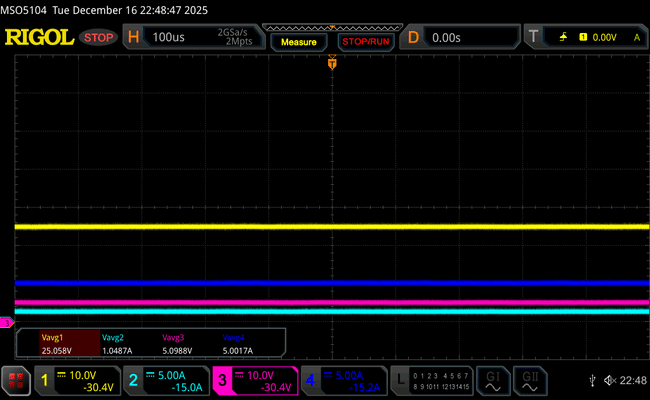 MSO5104 Tue December 16 22:48:47 2025
RIGOL STOP H 100us 2GSa/s 2Mpts Measure STOP/RUN D 0.00s T 1 0.00V A
T
3
Vavg1 Vavg2 Vavg3 Vavg4
25.058V 1.0487A 5.0988V 5.0017A
1 10.0V -30.4V 2 5.00A -15.0A 3 10.0V -30.4V 4 5.00A -15.2A L 0 1 2 3 4 5 6 7 8 9 10 11 12 13 14 15 GI GII 22:48